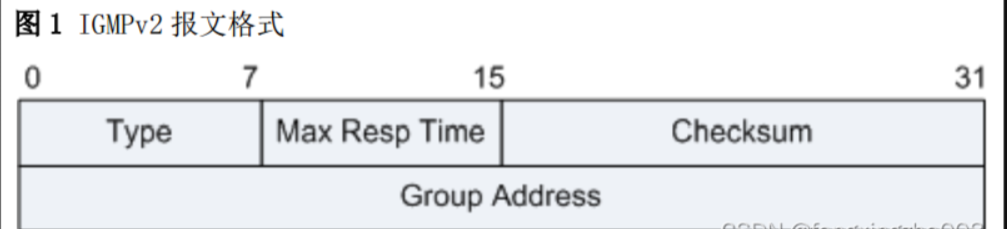 图1 IGMPv2 报文格式
0 7 15 31
Type Max Resp Time Checksum
Group Address